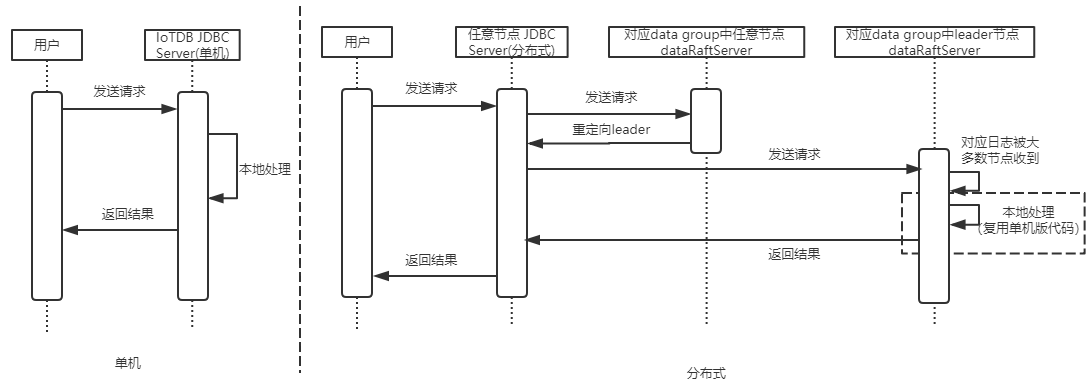 用户
IoTDB JDBC
Server(单机)
发送请求
本地处理
返回结果
单机
用户
任意节点 JDBC
Server(分布式)
对应data group中任意节点
dataRaftServer
对应data group中leader节点
dataRaftServer
发送请求
发送请求
重定向leader
发送请求
对应日志被大
多数节点收到
本地处理
（复用单机版代码）
返回结果
返回结果
分布式